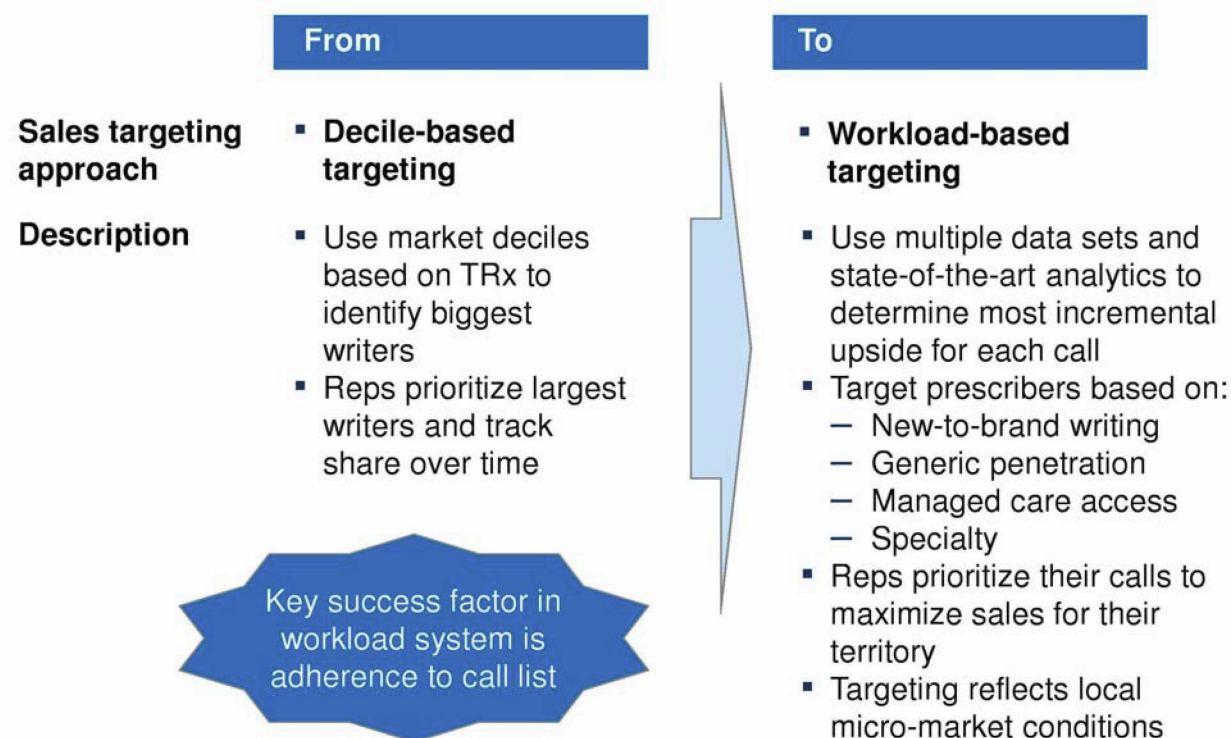 From
To
Sales targeting
approach
▪ Decile-based
targeting
▪ Workload-based
targeting
Description
▪ Use market deciles
based on TRx to
identify biggest
writers
▪ Reps prioritize largest
writers and track
share over time
▪ Use multiple data sets and
state-of-the-art analytics to
determine most incremental
upside for each call
▪ Target prescribers based on:
– New-to-brand writing
– Generic penetration
– Managed care access
– Specialty
▪ Reps prioritize their calls to
maximize sales for their
territory
▪ Targeting reflects local
micro-market conditions
Key success factor in
workload system is
adherence to call list